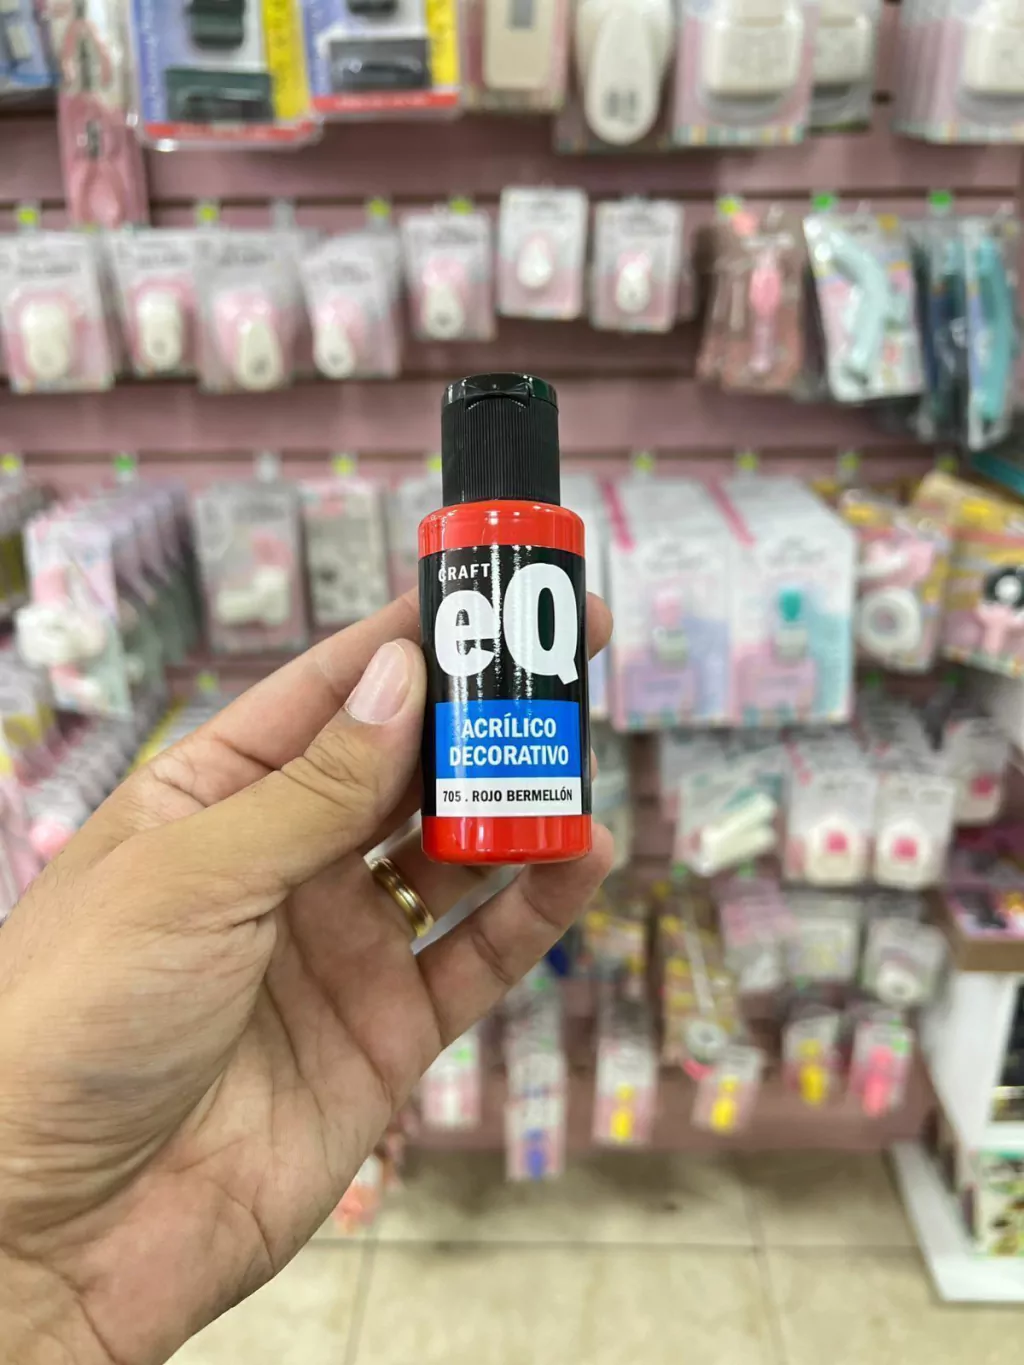 CRAFT
eQ
ACRÍLICO
DECORATIVO
705 . ROJO BERMELLÓN